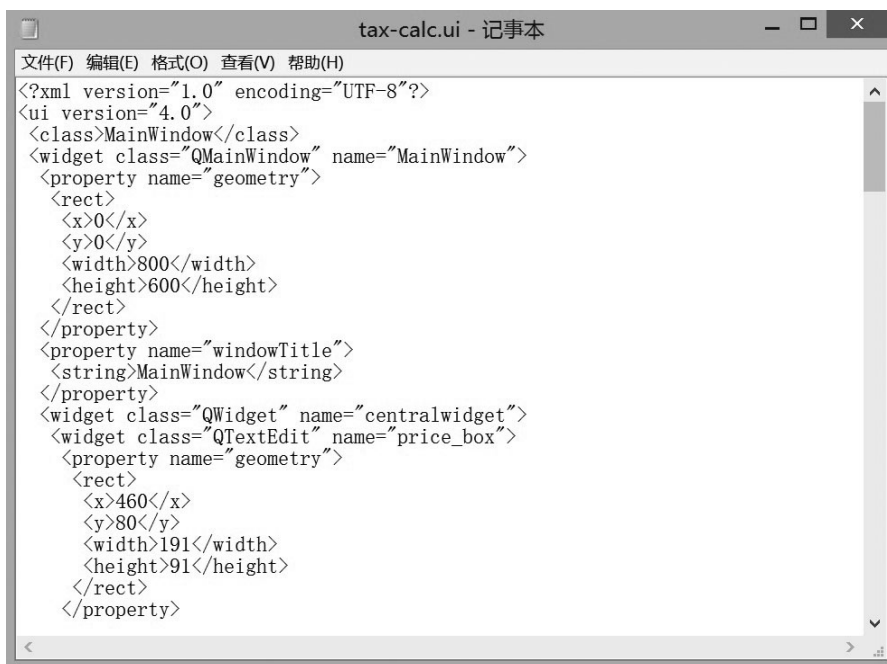 tax-calc.ui - 记事本
文件(F) 编辑(E) 格式(O) 查看(V) 帮助(H)
<?xml version="1.0" encoding="UTF-8"?>
<ui version="4.0">
<class>MainWindow</class>
<widget class="QMainWindow" name="MainWindow">
<property name="geometry">
<rect>
<x>0</x>
<y>0</y>
<width>800</width>
<height>600</height>
</rect>
</property>
<property name="windowTitle">
<string>MainWindow</string>
</property>
<widget class="QWidget" name="centralwidget">
<widget class="QTextEdit" name="price_box">
<property name="geometry">
<rect>
<x>460</x>
<y>80</y>
<width>191</width>
<height>91</height>
</rect>
</property>